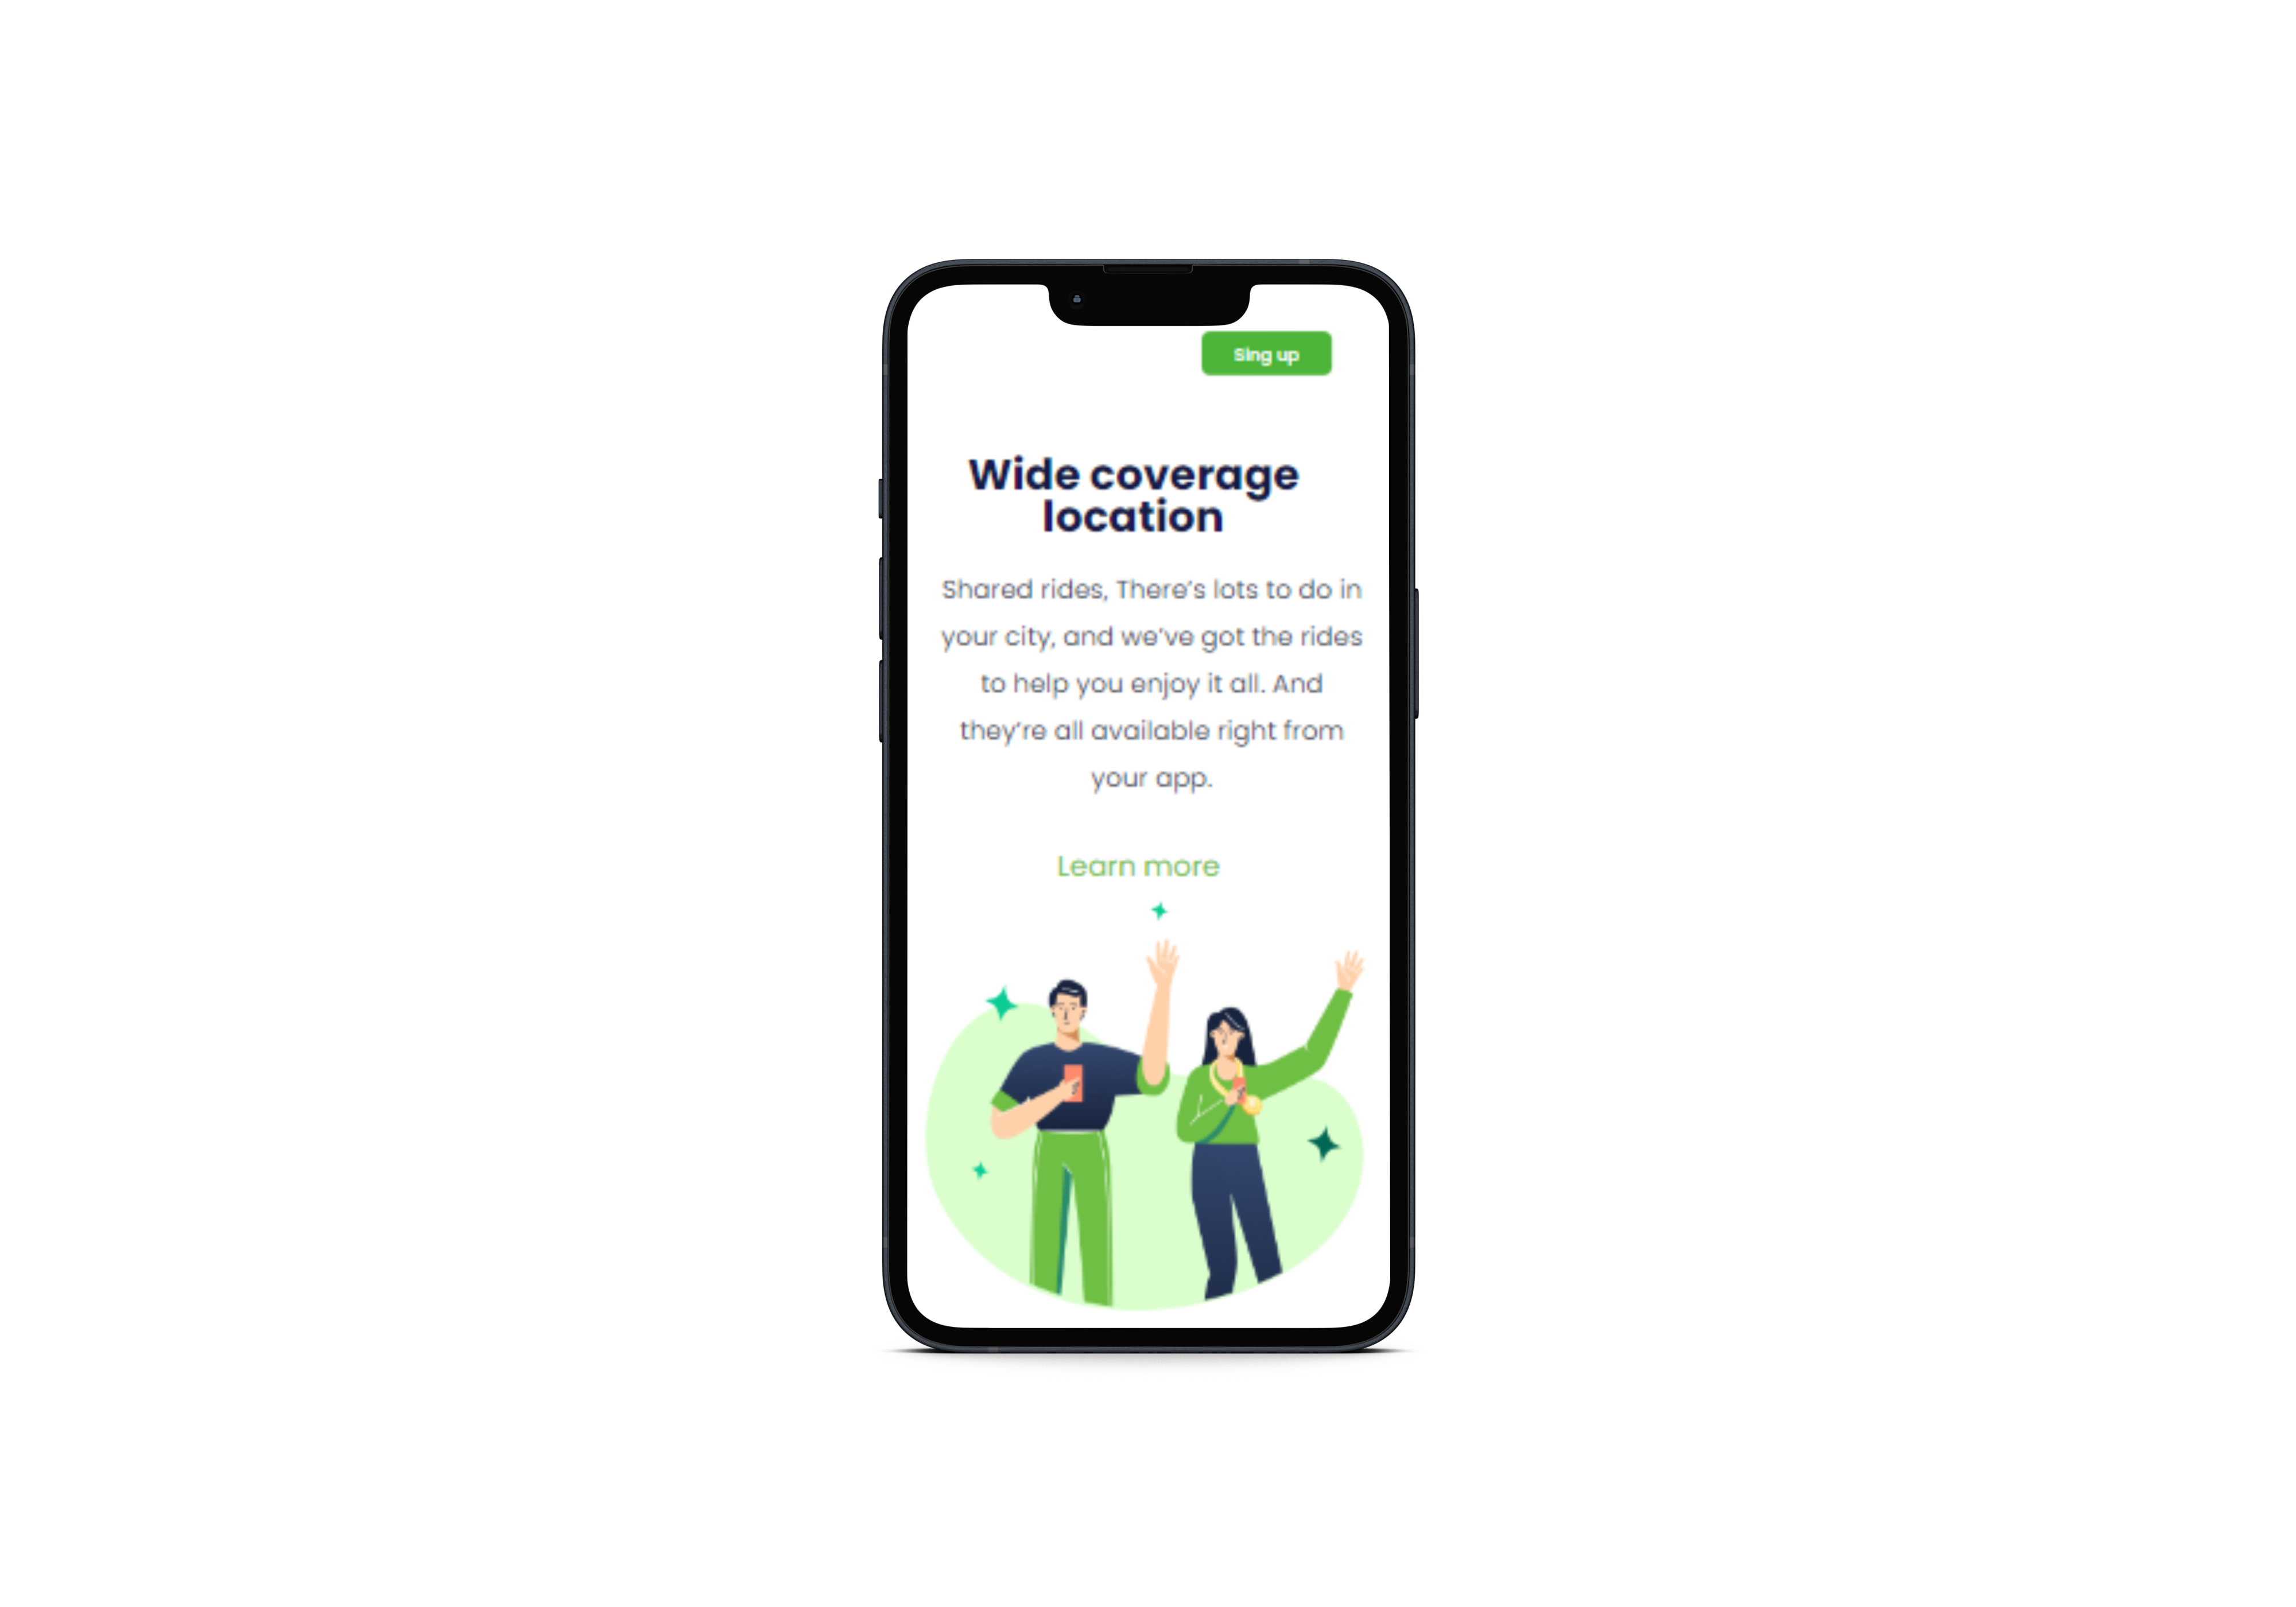 Sing up
Wide coverage
location
Shared rides, There's lots to do in
your city, and we've got the rides
to help you enjoy it all. And
they're all available right from
your app.
Learn more